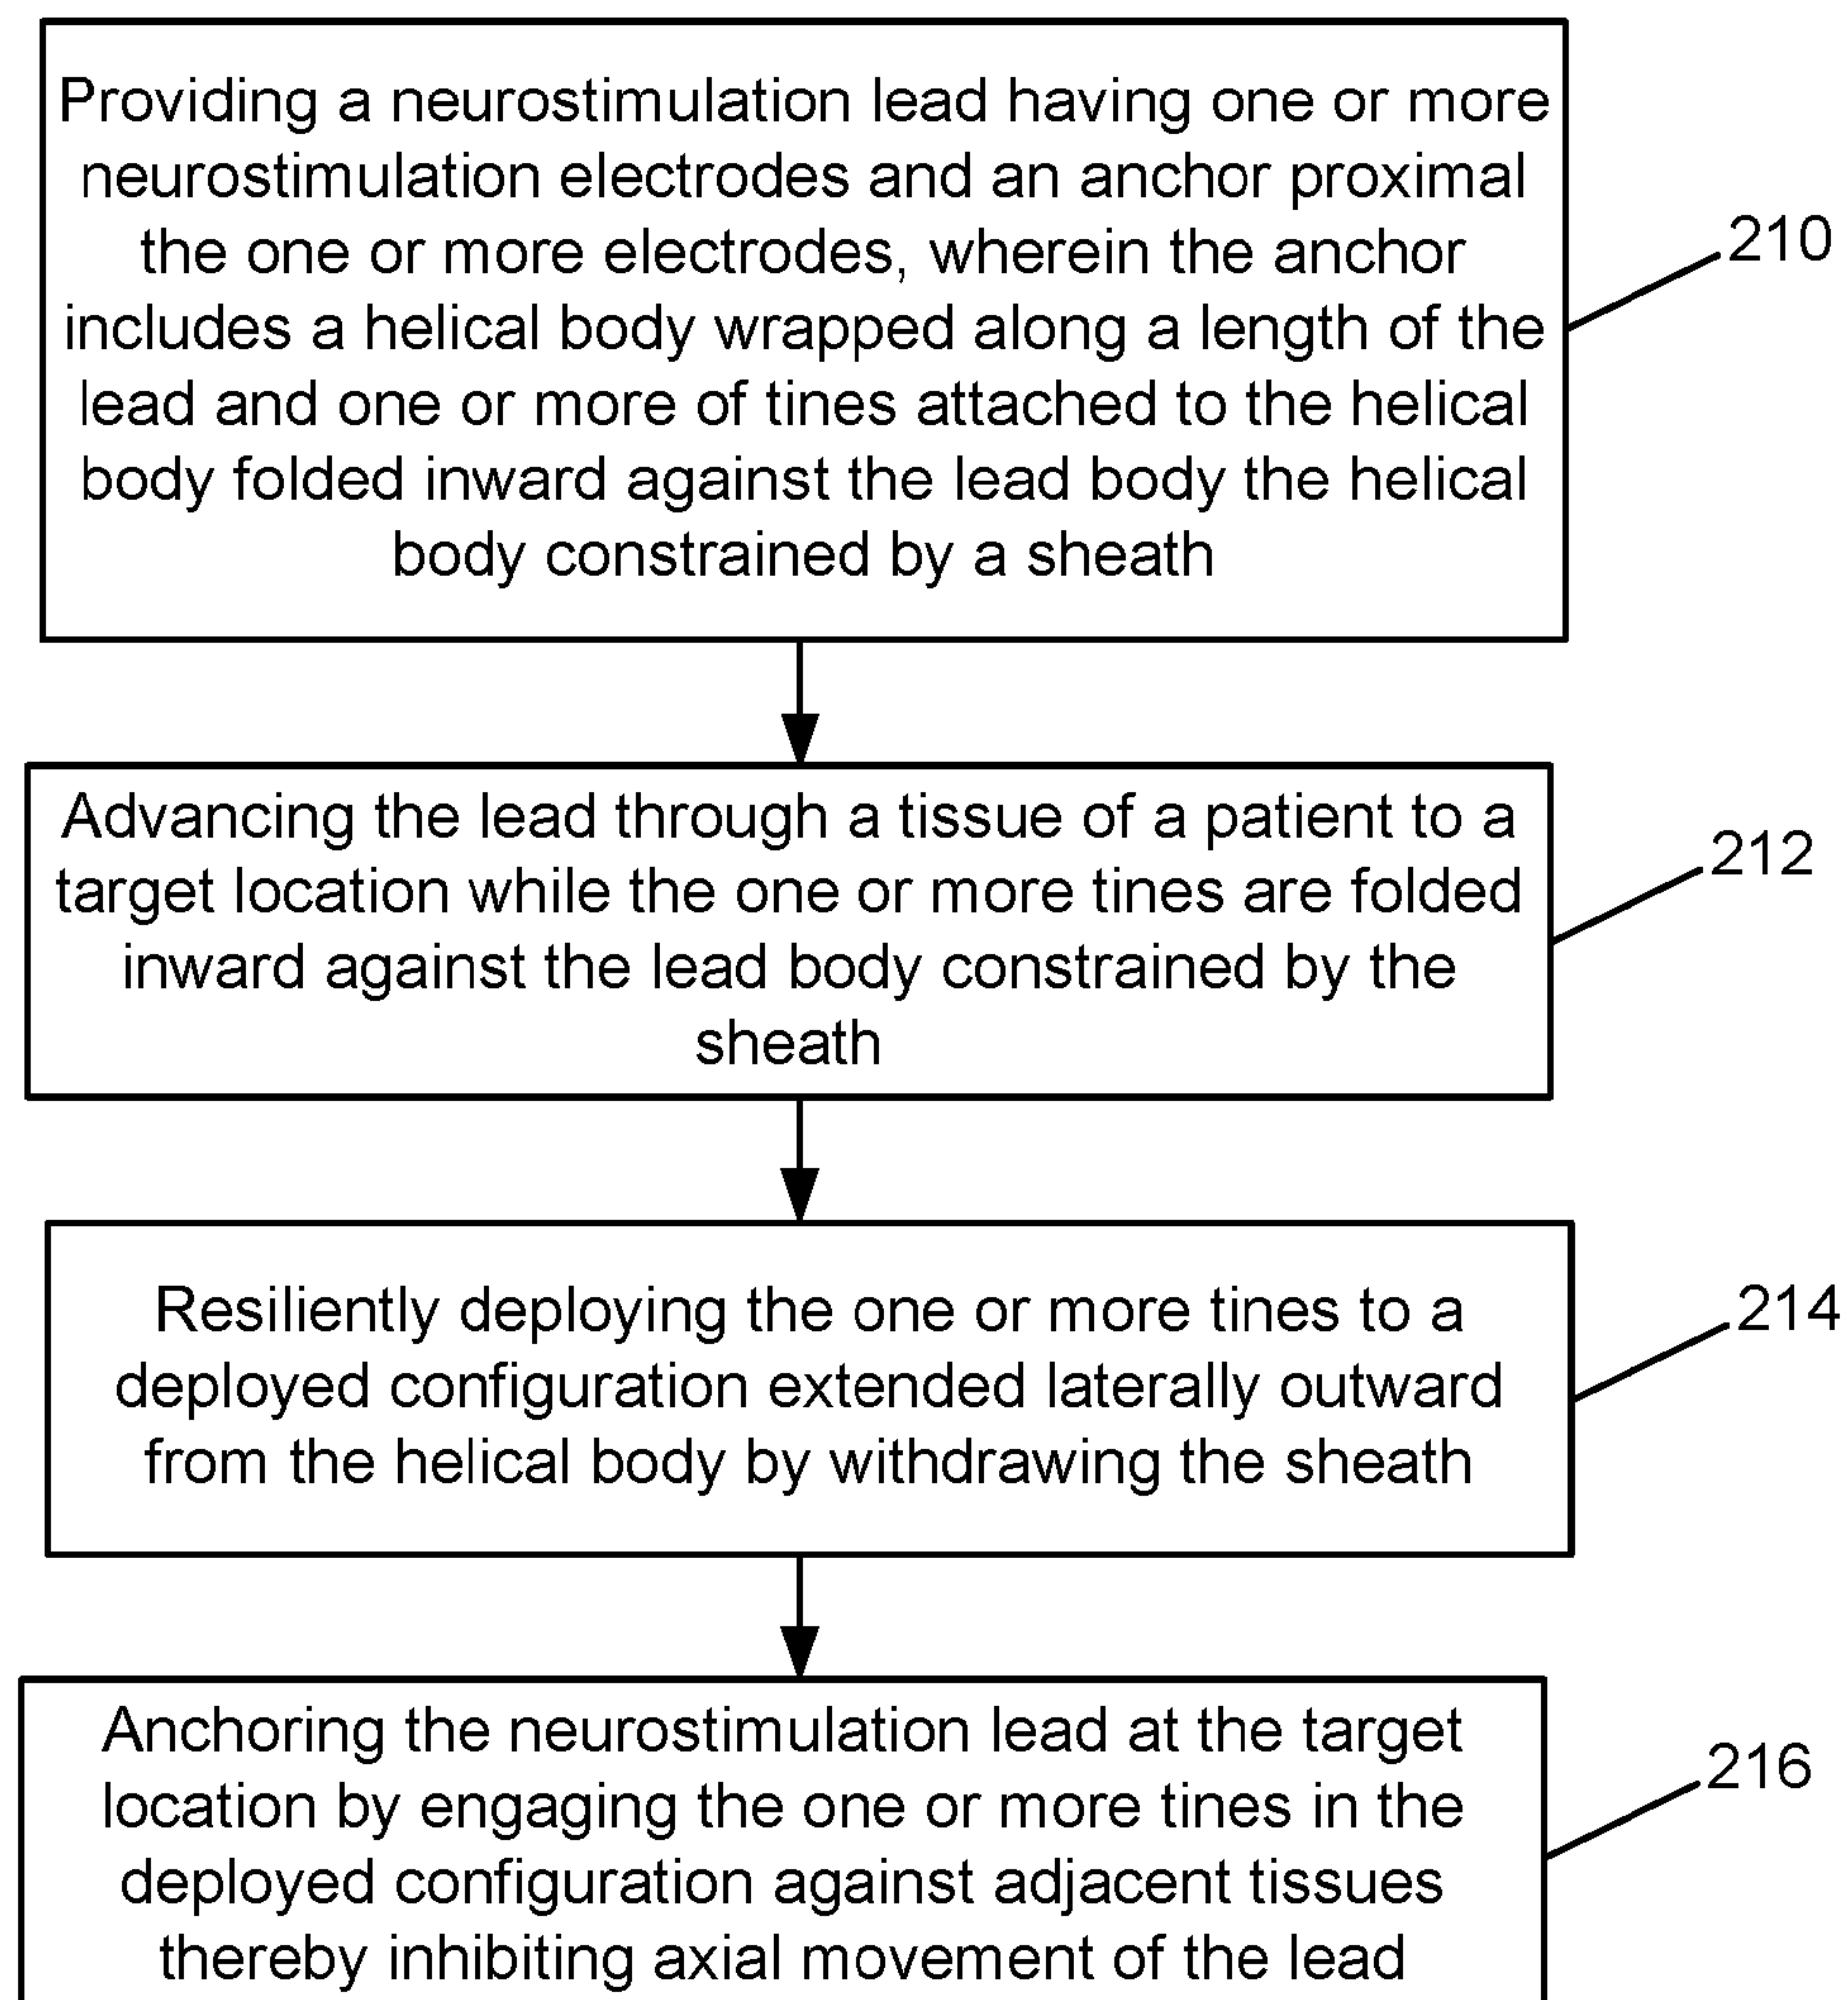 Providing a neurostimulation lead having one or more
neurostimulation electrodes and an anchor proximal
the one or more electrodes, wherein the anchor
includes a helical body wrapped along a length of the
lead and one or more of tines attached to the helical
body folded inward against the lead body the helical
body constrained by a sheath
210
Advancing the lead through a tissue of a patient to a
target location while the one or more tines are folded
inward against the lead body constrained by the
sheath
212
Resiliently deploying the one or more tines to a
deployed configuration extended laterally outward
from the helical body by withdrawing the sheath
214
Anchoring the neurostimulation lead at the target
location by engaging the one or more tines in the
deployed configuration against adjacent tissues
thereby inhibiting axial movement of the lead
216